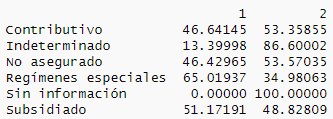 1 2
Contributivo 46.64145 53.35855
Indeterminado 13.39998 86.60002
No asegurado 46.42965 53.57035
Regímenes especiales 65.01937 34.98063
Sin información 0.00000 100.00000
Subsidiado 51.17191 48.82809